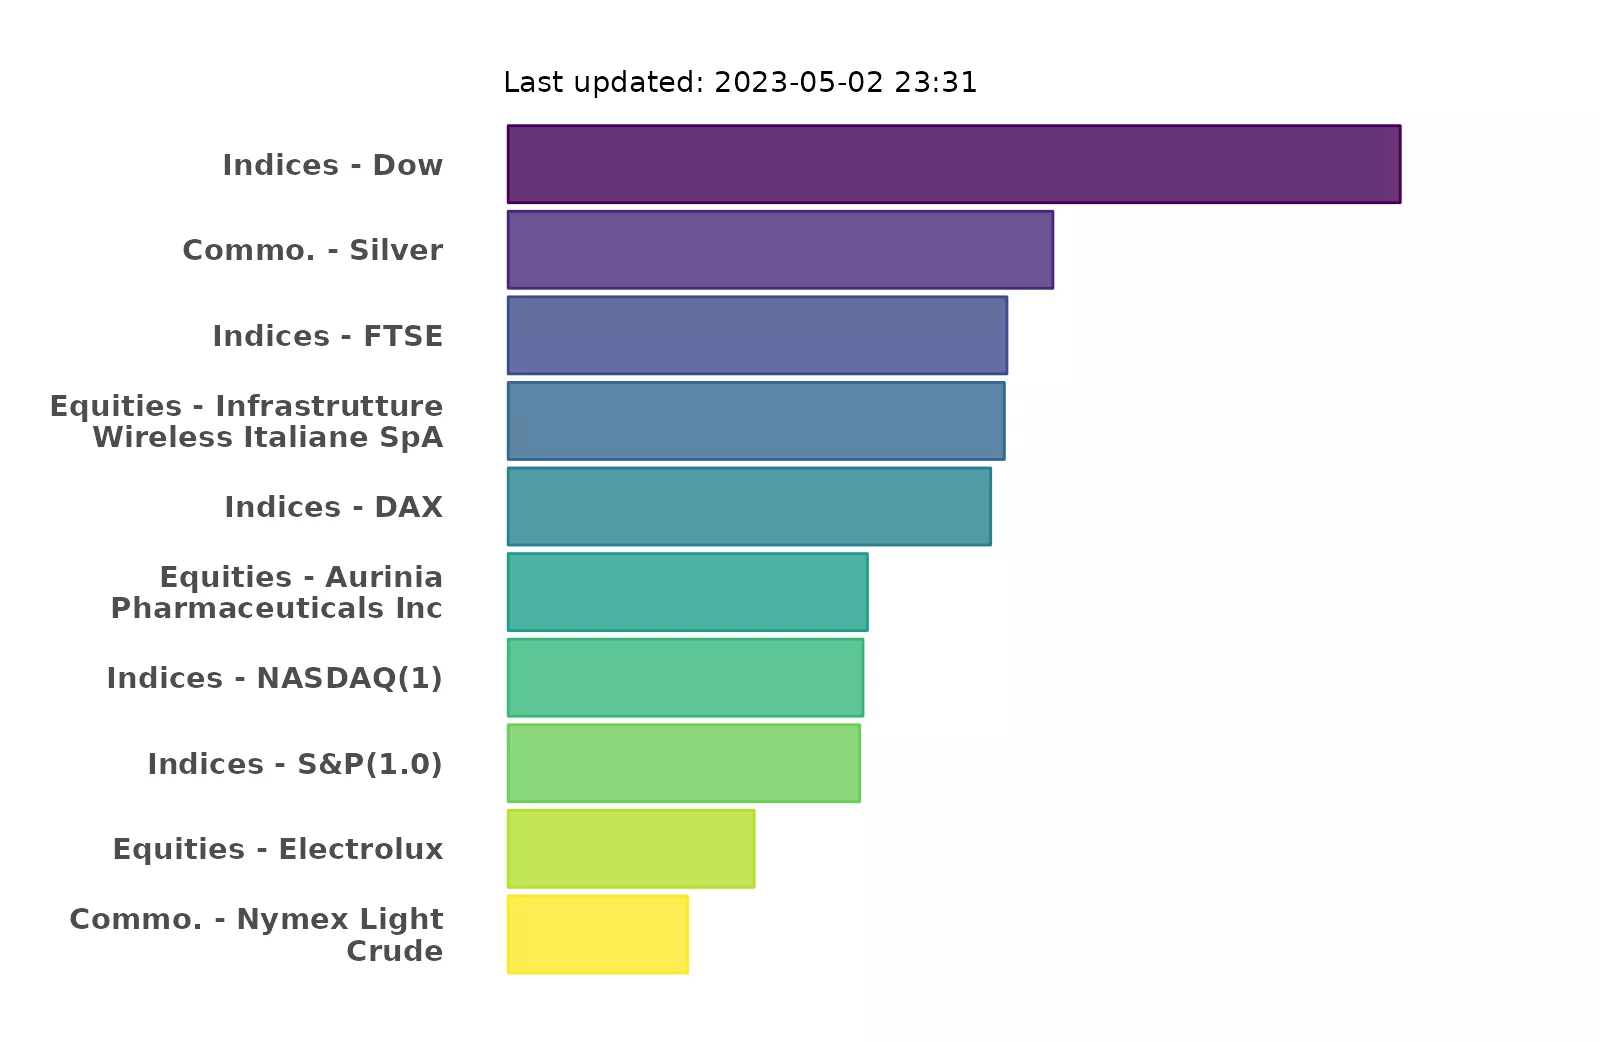 Last updated: 2023-05-02 23:31
Indices - Dow
Commo. - Silver
Indices - FTSE
Equities - Infrastrutture
Wireless Italiane SpA
Indices - DAX
Equities - Aurinia
Pharmaceuticals Inc
Indices - NASDAQ(1)
Indices - S&P(1.0)
Equities - Electrolux
Commo. - Nymex Light
Crude